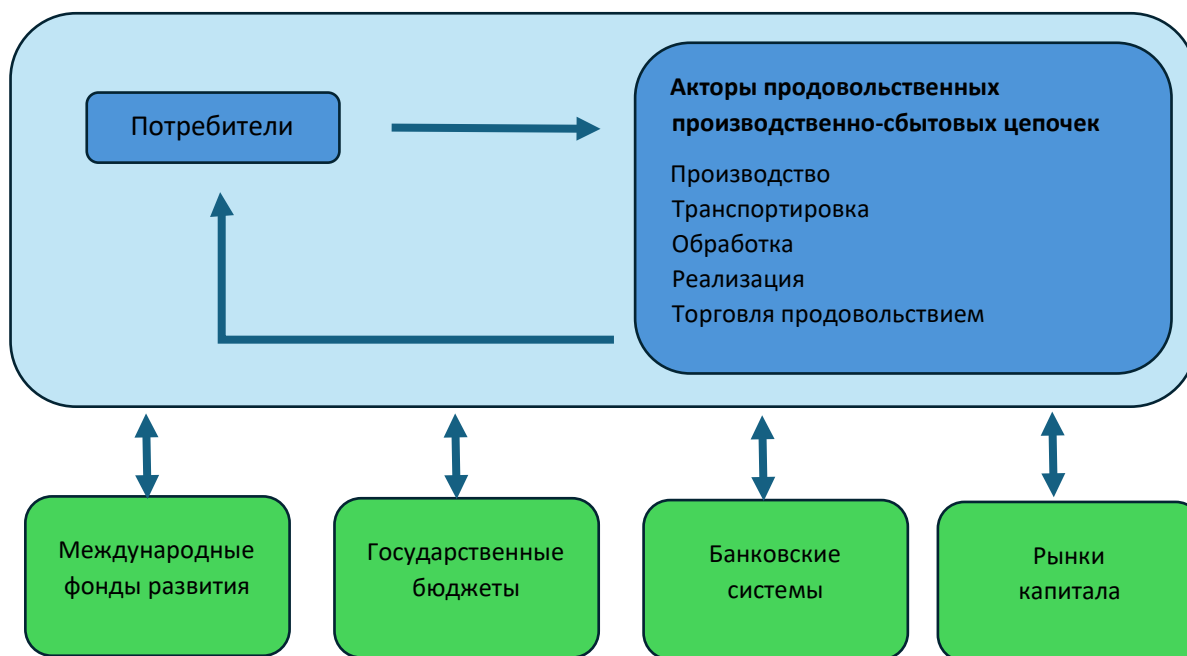 Потребители
Акторы продовольственных
производственно-сбытовых цепочек
Производство
Транспортировка
Обработка
Реализация
Торговля продовольствием
Международные
фонды развития
Государственные
бюджеты
Банковские
системы
Рынки
капитала